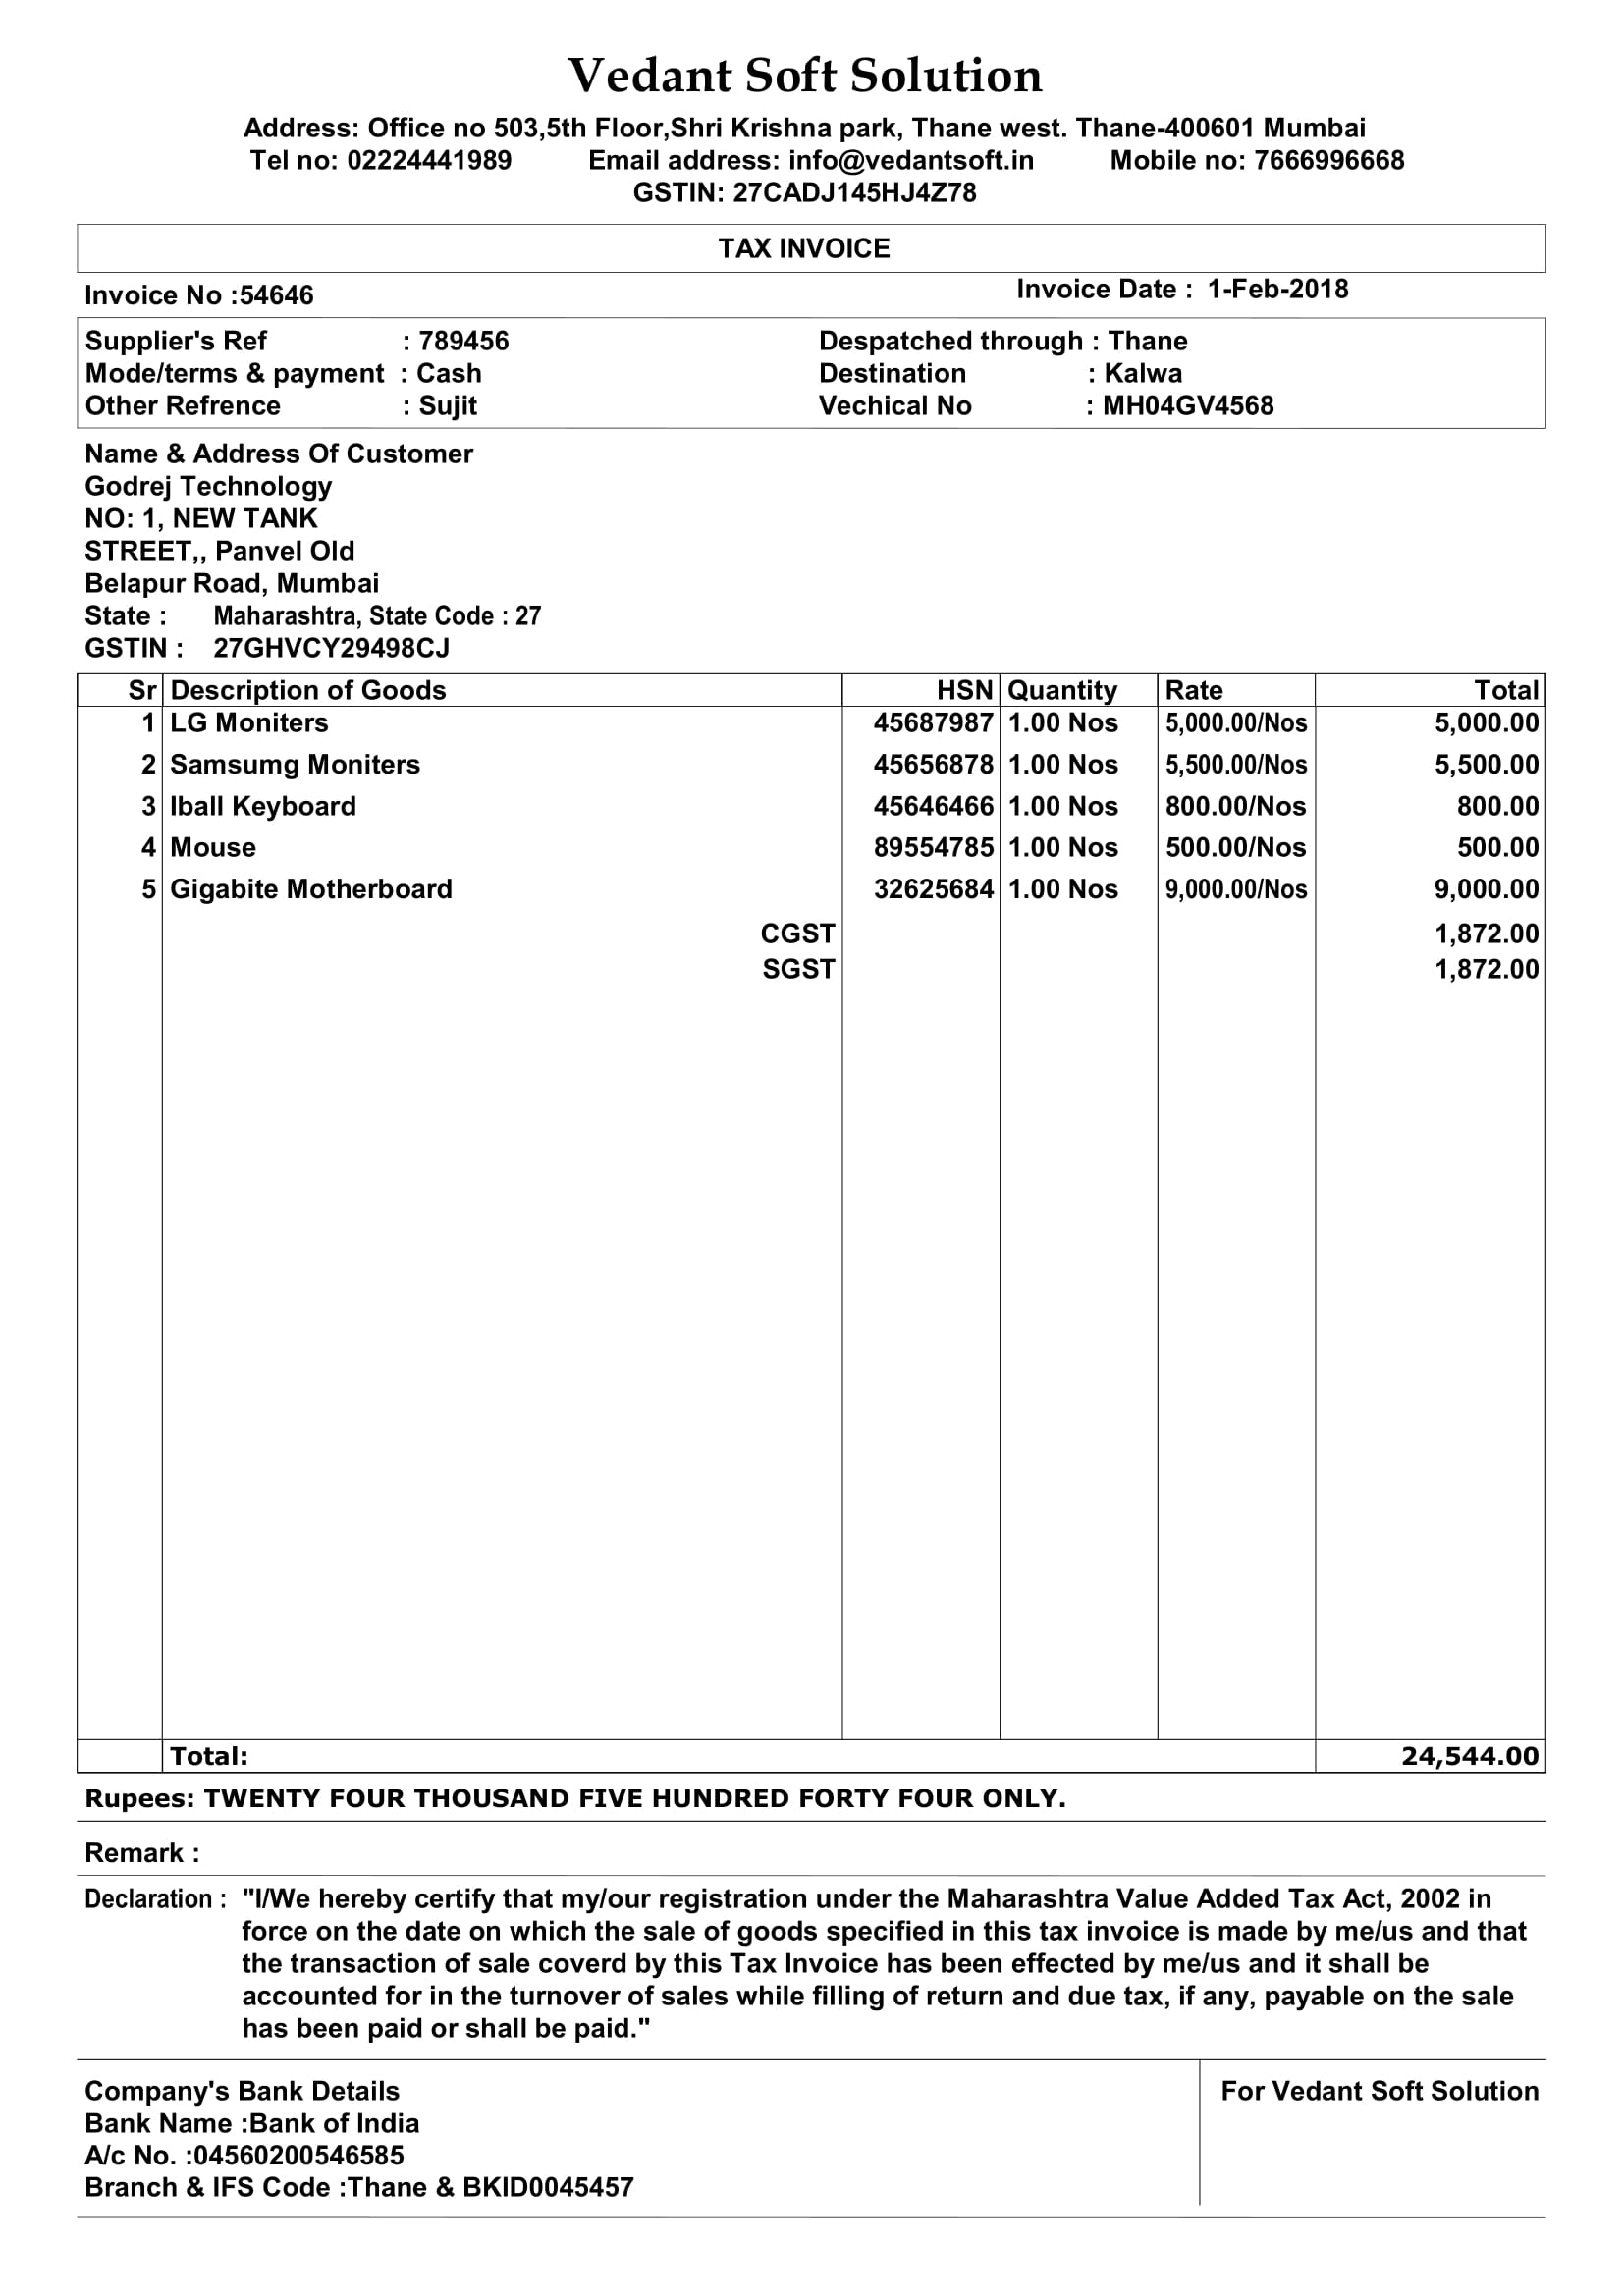 Vedant Soft Solution
Address: Office no 503,5th Floor,Shri Krishna park, Thane west. Thane-400601 Mumbai
Tel no: 02224441989 Email address: info@vedantsoft.in Mobile no: 7666996668
GSTIN: 27CADJ145HJ4Z78
TAX INVOICE
Invoice No :54646 Invoice Date : 1-Feb-2018
Supplier's Ref : 789456 Despatched through : Thane
Mode/terms & payment : Cash Destination : Kalwa
Other Refrence : Sujit Vechical No : MH04GV4568
Name & Address Of Customer
Godrej Technology
NO: 1, NEW TANK
STREET,, Panvel Old
Belapur Road, Mumbai
State : Maharashtra, State Code : 27
GSTIN : 27GHVCY29498CJ
Sr Description of Goods HSN Quantity Rate Total
1 LG Moniters 45687987 1.00 Nos 5,000.00/Nos 5,000.00
2 Samsumg Moniters 45656878 1.00 Nos 5,500.00/Nos 5,500.00
3 Iball Keyboard 45646466 1.00 Nos 800.00/Nos 800.00
4 Mouse 89554785 1.00 Nos 500.00/Nos 500.00
5 Gigabite Motherboard 32625684 1.00 Nos 9,000.00/Nos 9,000.00
CGST 1,872.00
SGST 1,872.00
Total: 24,544.00
Rupees: TWENTY FOUR THOUSAND FIVE HUNDRED FORTY FOUR ONLY.
Remark :
Declaration : "I/We hereby certify that my/our registration under the Maharashtra Value Added Tax Act, 2002 in
force on the date on which the sale of goods specified in this tax invoice is made by me/us and that
the transaction of sale coverd by this Tax Invoice has been effected by me/us and it shall be
accounted for in the turnover of sales while filling of return and due tax, if any, payable on the sale
has been paid or shall be paid."
Company's Bank Details For Vedant Soft Solution
Bank Name :Bank of India
A/c No. :04560200546585
Branch & IFS Code :Thane & BKID0045457